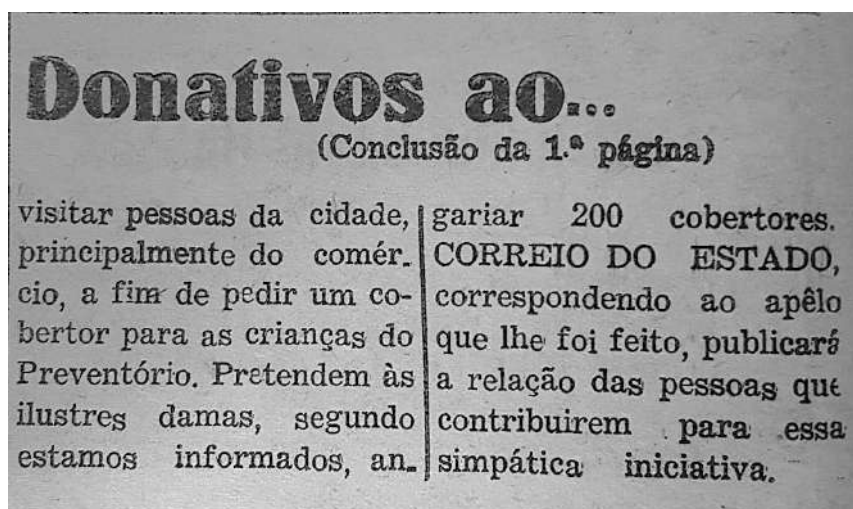 Donativos ao...
(Conclusão da 1.ª página)
visitar pessoas da cidade,
principalmente do comér-
cio, a fim de pedir um co-
bertor para as crianças do
Preventório. Pretendem às
ilustres damas, segundo
estamos informados, an-
gariar 200 cobertores.
CORREIO DO ESTADO,
correspondendo ao apêlo
que lhe foi feito, publicará
a relação das pessoas que
contribuirem para essa
simpática iniciativa.